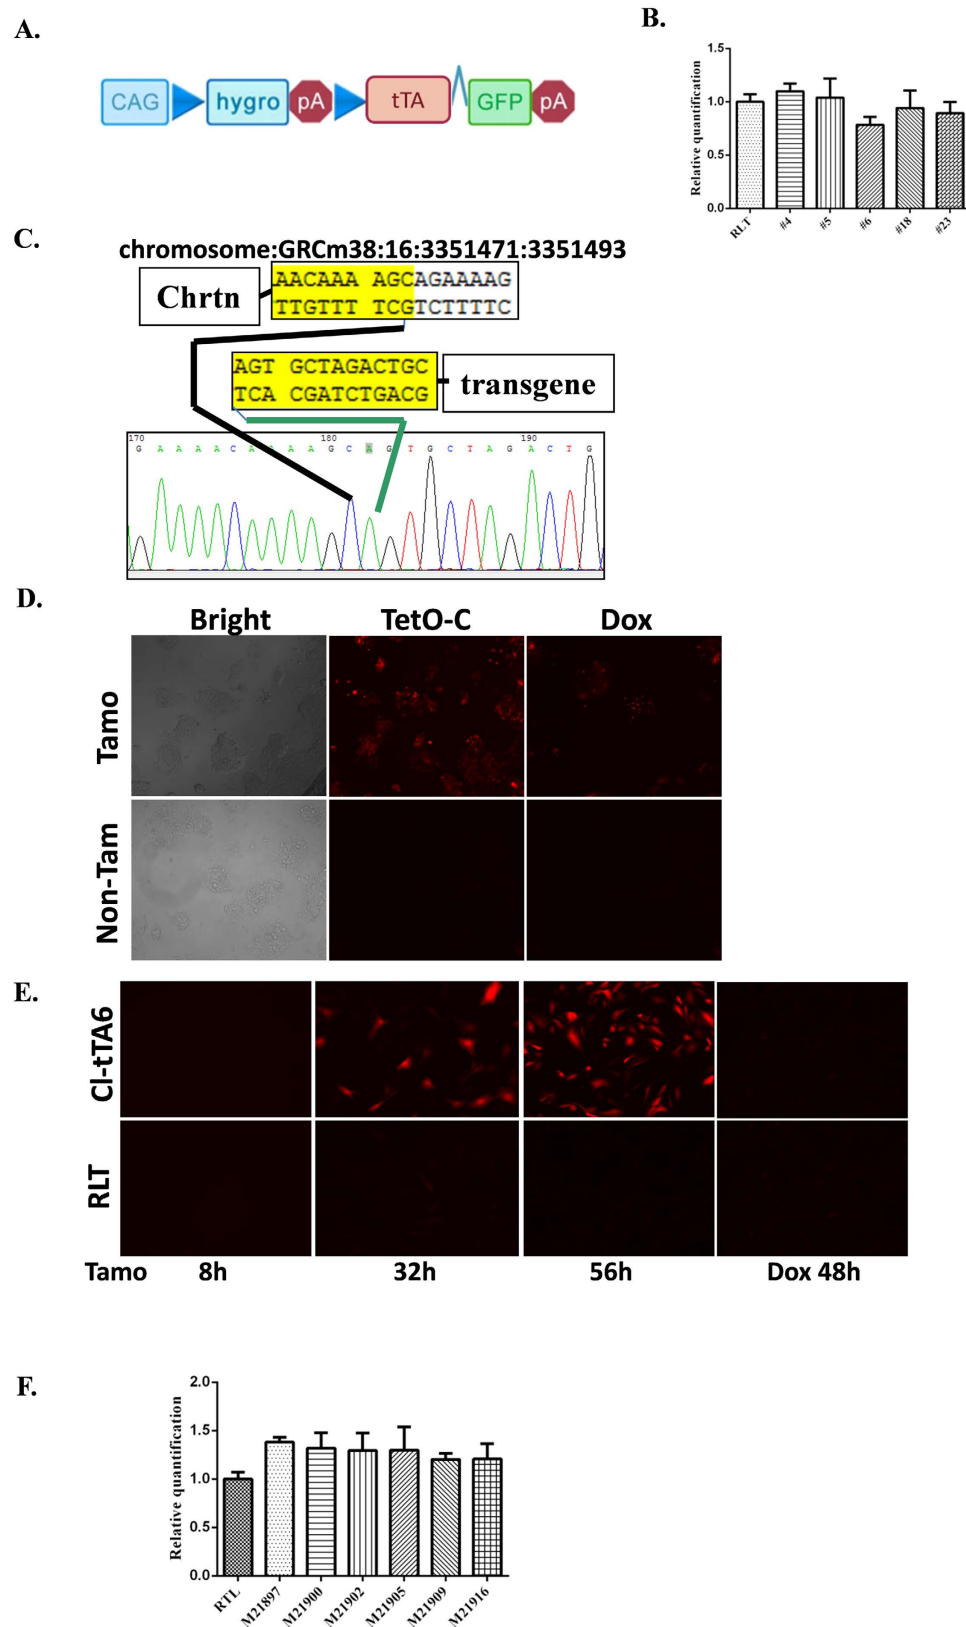 A.
CAG hygro pA tTA GFP pA
B.
Relative quantification
1.5
1.0
0.5
0.0
RLT #4 #5 #6 #18 #23
C.
chromosome:GRCm38:16:3351471:3351493
Chrtn
AACAAA AGCAGAAAAG
TTGTTT TCGTCTTTTC
AGT GCTAGACTGC
TCA CGATCTGACG
transgene
170 180 190
G A A A A C A A A A G C A G T G C T A G A C T G
D.
Bright TetO-C Dox
Tamo
Non-Tam
E.
Cl-tTA6
RLT
Tamo 8h 32h 56h Dox 48h
F.
Relative quantification
2.0
1.5
1.0
0.5
0.0
RTL M21897 M21900 M21902 M21905 M21909 M21916